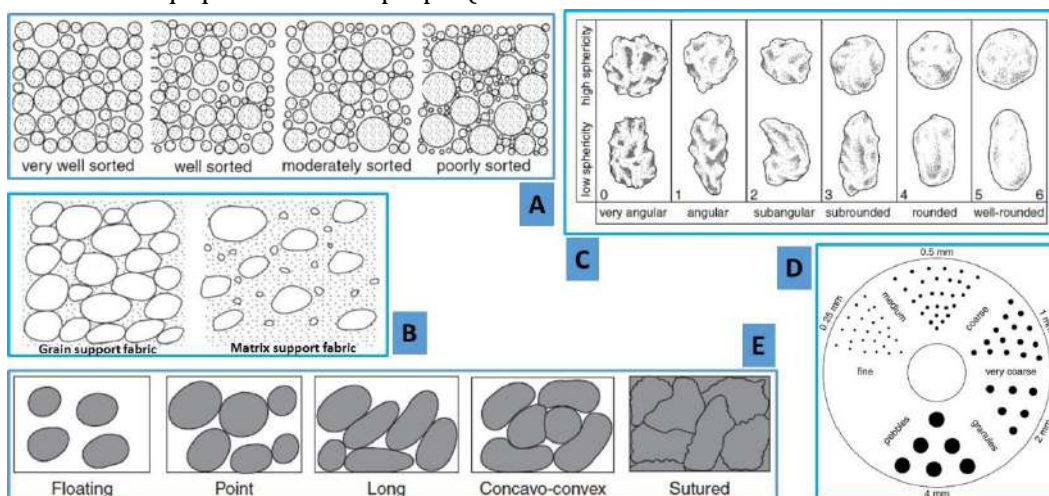 very well sorted
well sorted
moderately sorted
poorly sorted
A
high sphericity
low sphericity
0
1
2
3
4
5
6
very angular
angular
subangular
subrounded
rounded
well-rounded
C
Grain support fabric
Matrix support fabric
B
D
0.5 mm
medium
coarse
0.25 mm
fine
very coarse
2 mm
pebbles
granules
4 mm
E
Floating
Point
Long
Concavo-convex
Sutured